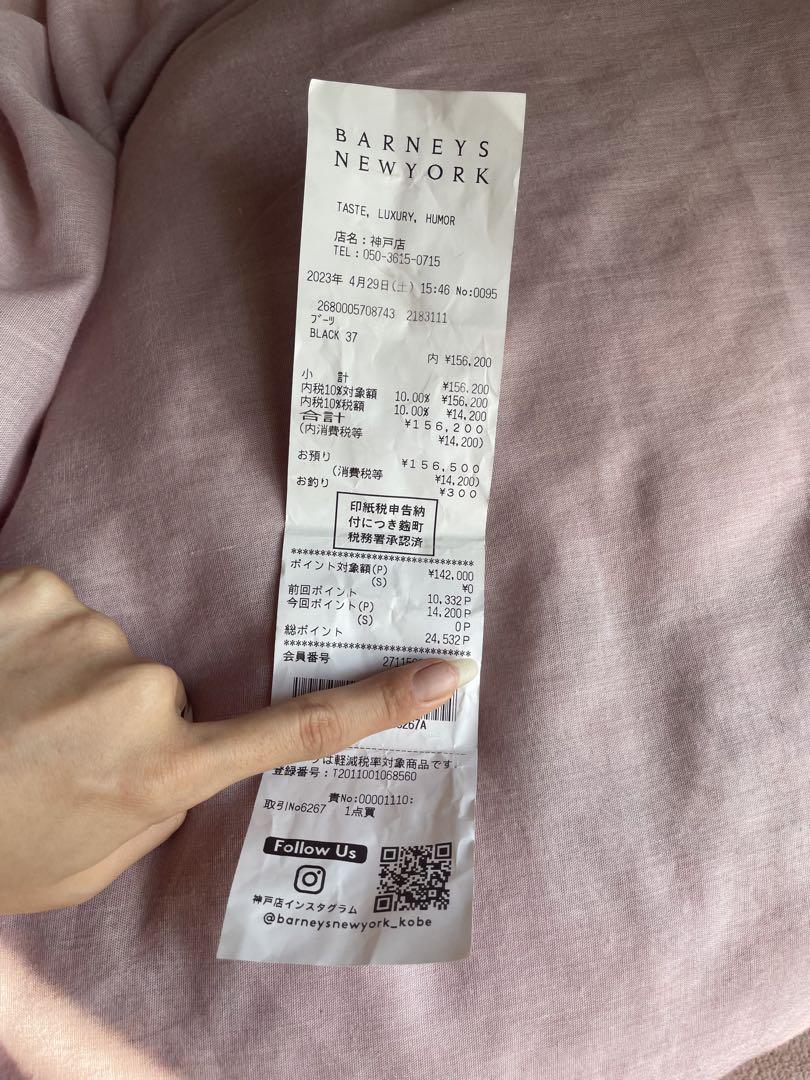 BARNEYS
NEWYORK
TASTE, LUXURY, HUMOR
店名：神戸店
TEL：050-3615-0715
2023年 4月29日(土) 15:46 No:0095
2680005708743 2183111
ブーツ
BLACK 37
内 ¥156,200
小 計 ¥156,200
内税10%対象額 10.00% ¥156,200
内税10%税額 10.00% ¥14,200
合計 ¥156,200
(内消費税等 ¥14,200)
お預り ¥156,500
(消費税等 ¥14,200)
お釣り ¥300
印紙税申告納
付につき麹町
税務署承認済
******************************
ポイント対象額(P) ¥142,000
(S) ¥0
前回ポイント 10,332P
今回ポイント(P) 14,200P
(S) 0P
総ポイント 24,532P
******************************
会員番号
267A
は軽減税率対象商品です
登録番号：T2011001068560
責No:00001110:
取引No6267 1点買
Follow Us
神戸店インスタグラム
@barneysnewyork_kobe